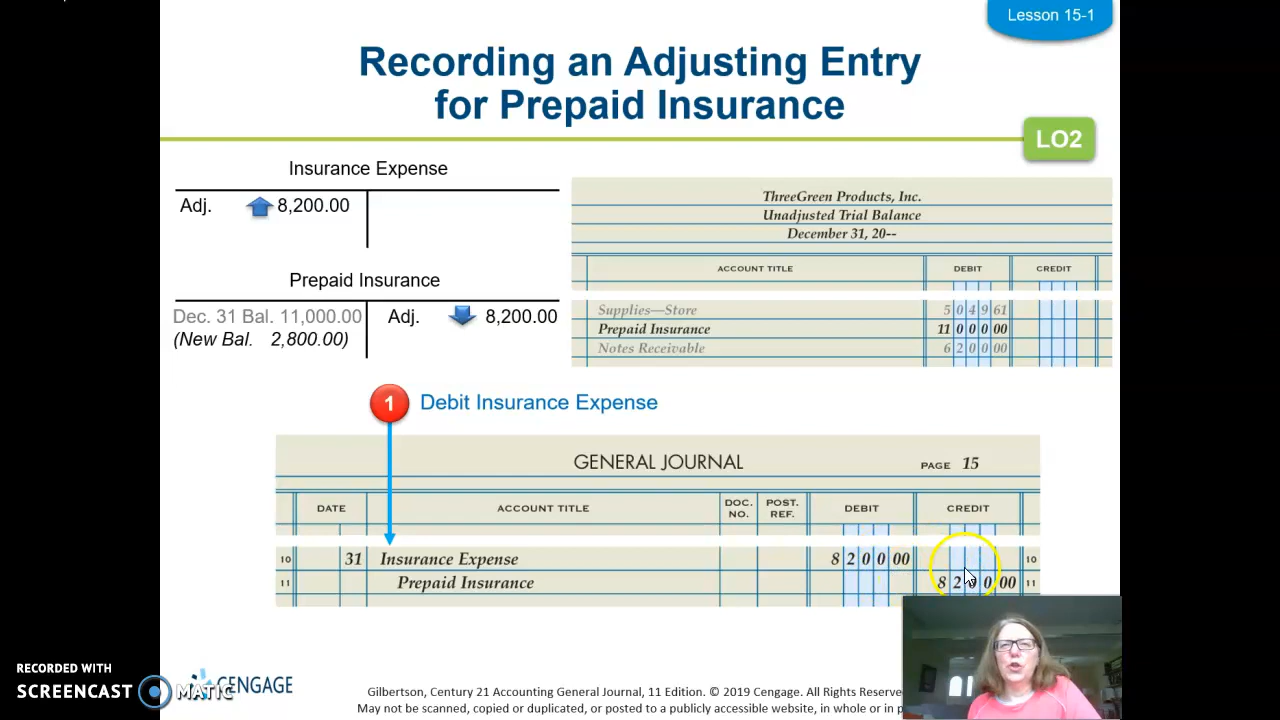 Lesson 15-1
Recording an Adjusting Entry
for Prepaid Insurance
LO2
Insurance Expense
Adj. 8,200.00
Prepaid Insurance
Dec. 31 Bal. 11,000.00 Adj. 8,200.00
(New Bal. 2,800.00)
ThreeGreen Products, Inc.
Unadjusted Trial Balance
December 31, 20--
ACCOUNT TITLE DEBIT CREDIT
Supplies—Store 5 0 4 9 61
Prepaid Insurance 11 0 0 0 00
Notes Receivable 6 2 0 0 00
1 Debit Insurance Expense
GENERAL JOURNAL PAGE 15
DATE ACCOUNT TITLE DOC. NO. POST. REF. DEBIT CREDIT
10 31 Insurance Expense 8 2 0 0 00 10
11 Prepaid Insurance 8 2 0 0 00 11
RECORDED WITH
SCREENCAST MATIC
CENGAGE
Gilbertson, Century 21 Accounting General Journal, 11 Edition. © 2019 Cengage. All Rights
May not be scanned, copied or duplicated, or posted to a publicly accessible website, in whole or in